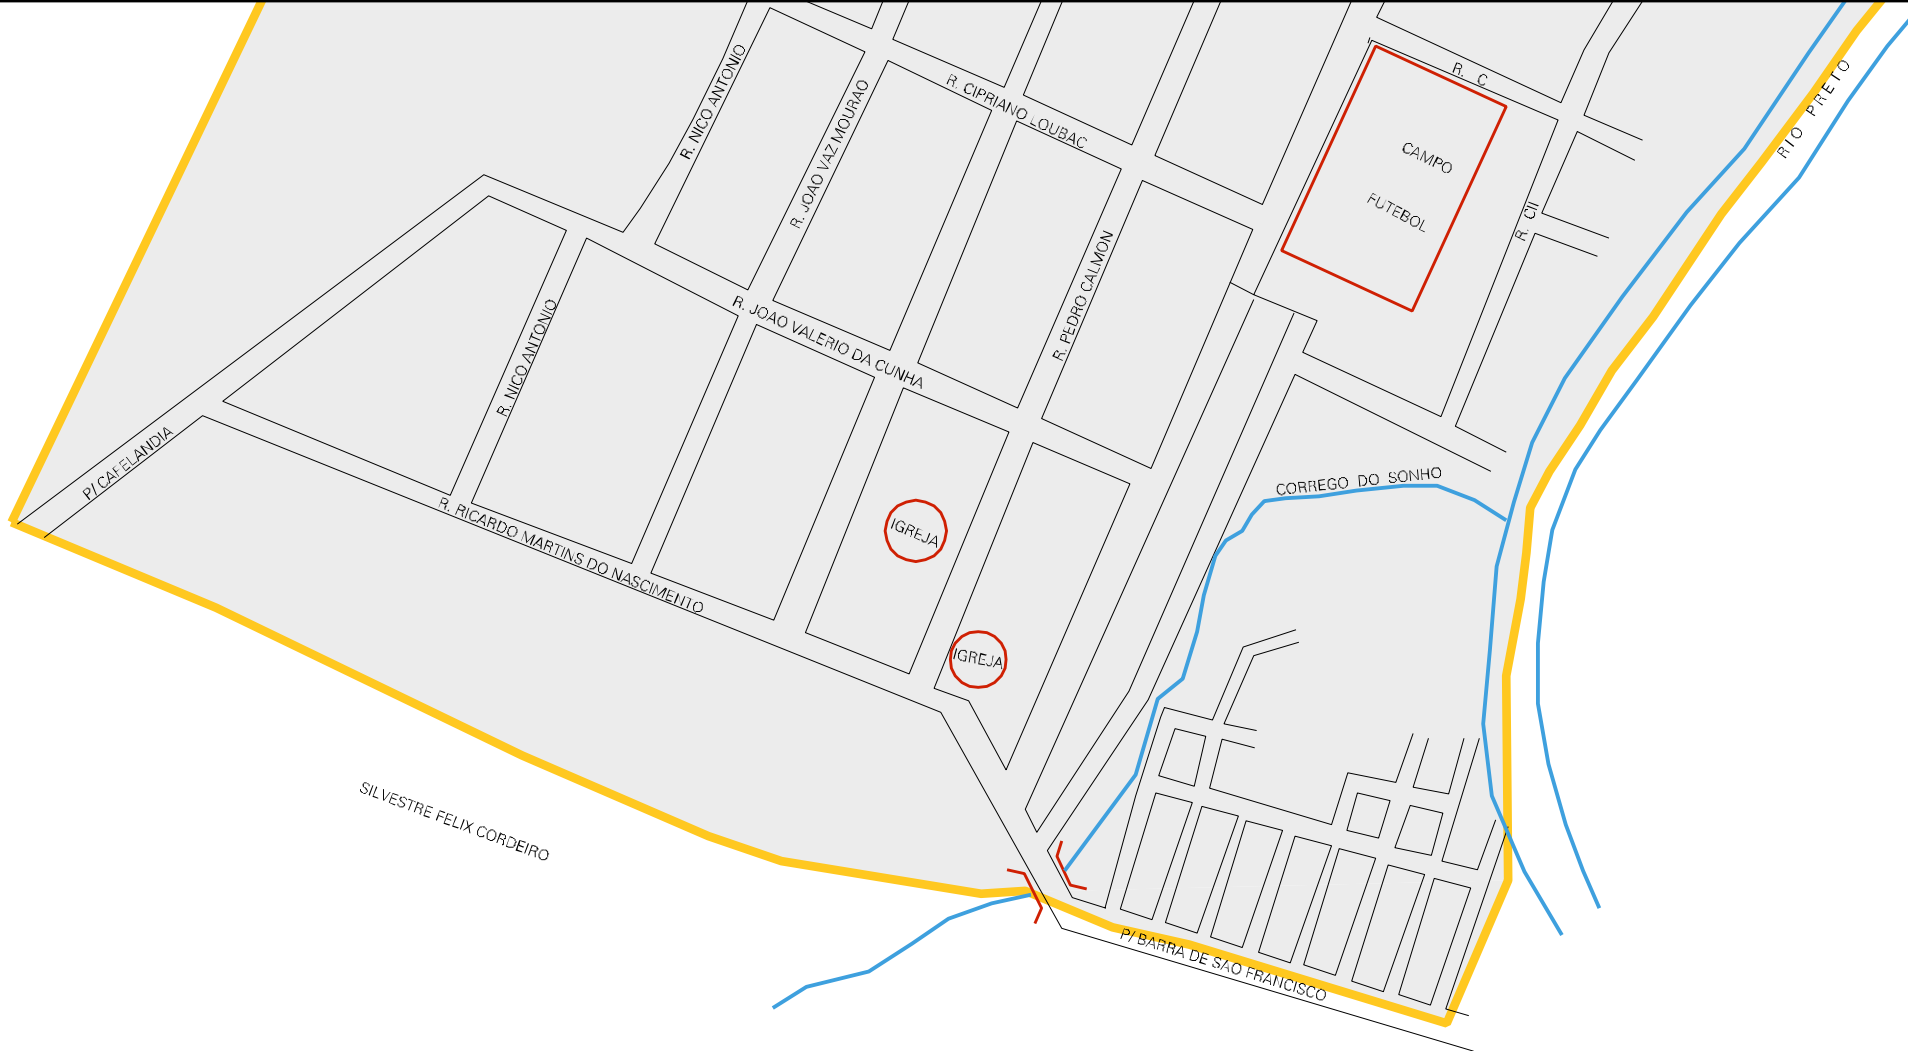 R. NICO ANTONIO
R. JOAO VAZ MOURAO
R. CIPRIANO LOUBAC
R. C
RIO PRETO
CAMPO
FUTEBOL
R. CII
R. PEDRO CALMON
R. JOAO VALERIO DA CUNHA
R. NICO ANTONIO
P/ CAFELANDIA
CORREGO DO SONHO
R. RICARDO MARTINS DO NASCIMENTO
IGREJA
IGREJA
SILVESTRE FELIX CORDEIRO
P/ BARRA DE SAO FRANCISCO